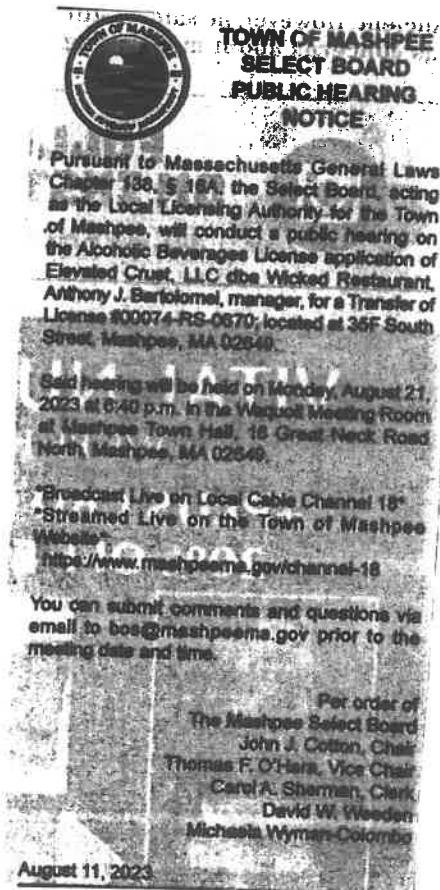 TOWN OF MASHPEE
TOWN OF MASHPEE
SELECT BOARD
PUBLIC HEARING
NOTICE
Pursuant to Massachusetts General Laws
Chapter 138, § 16A, the Select Board, acting
as the Local Licensing Authority for the Town
of Mashpee, will conduct a public hearing on
the Alcoholic Beverages License application of
Elevated Crust, LLC dba Wicked Restaurant,
Anthony J. Bartolomei, manager, for a Transfer of
License #00074-RS-0670; located at 35F South
Street, Mashpee, MA 02649.
Said hearing will be held on Monday, August 21,
2023 at 6:40 p.m. in the Waquoit Meeting Room
at Mashpee Town Hall, 16 Great Neck Road
North, Mashpee, MA 02649.
*Broadcast Live on Local Cable Channel 18*
*Streamed Live on the Town of Mashpee
Website*
https://www.mashpeema.gov/channel-18
You can submit comments and questions via
email to bos@mashpeema.gov prior to the
meeting date and time.
Per order of
The Mashpee Select Board
John J. Cotton, Chair
Thomas F. O'Hara, Vice Chair
Carol A. Sherman, Clerk
David W. Weeden
Michaela Wyman-Colombo
August 11, 2023